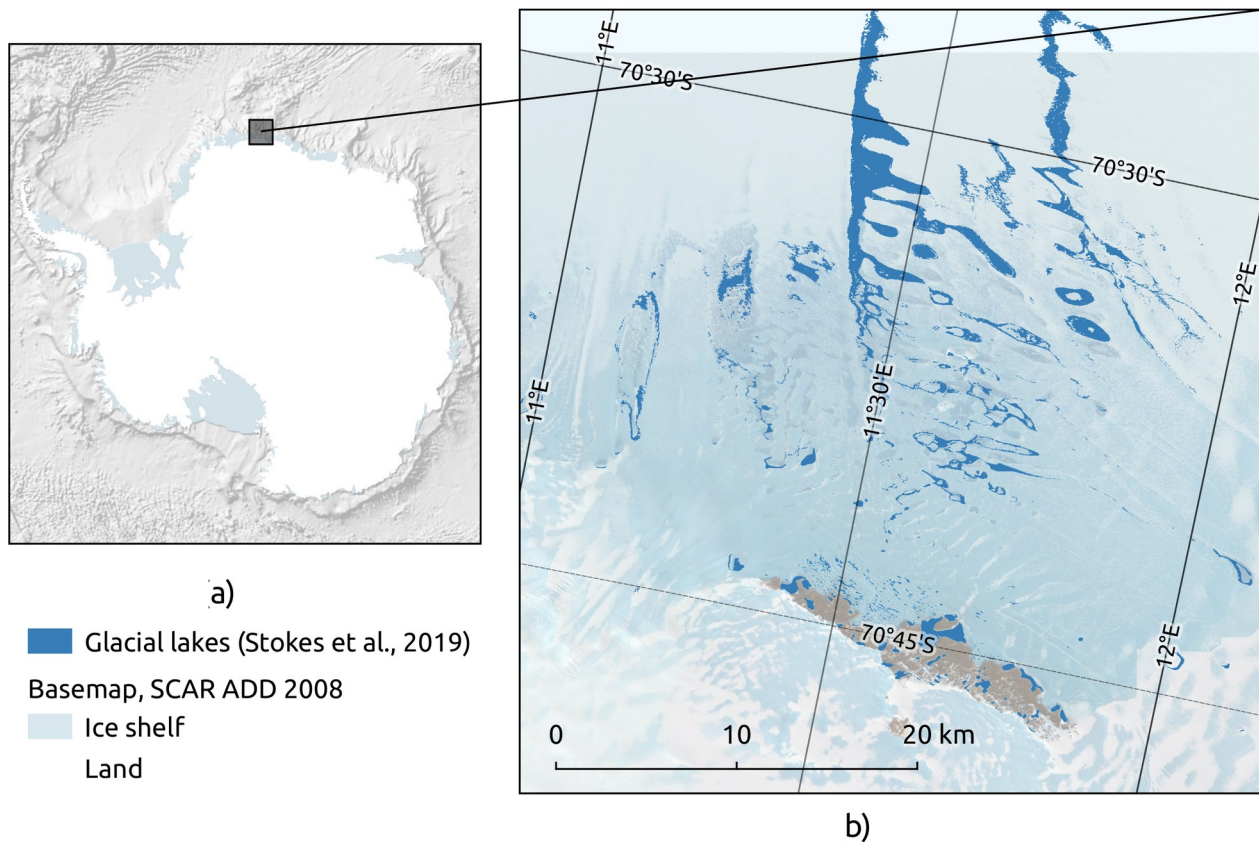 a)
Glacial lakes (Stokes et al., 2019)
Basemap, SCAR ADD 2008
Ice shelf
Land
11°E
70°30'S
70°30'S
12°E
11°E
11°30'E
70°45'S
12°E
0 10 20 km
b)